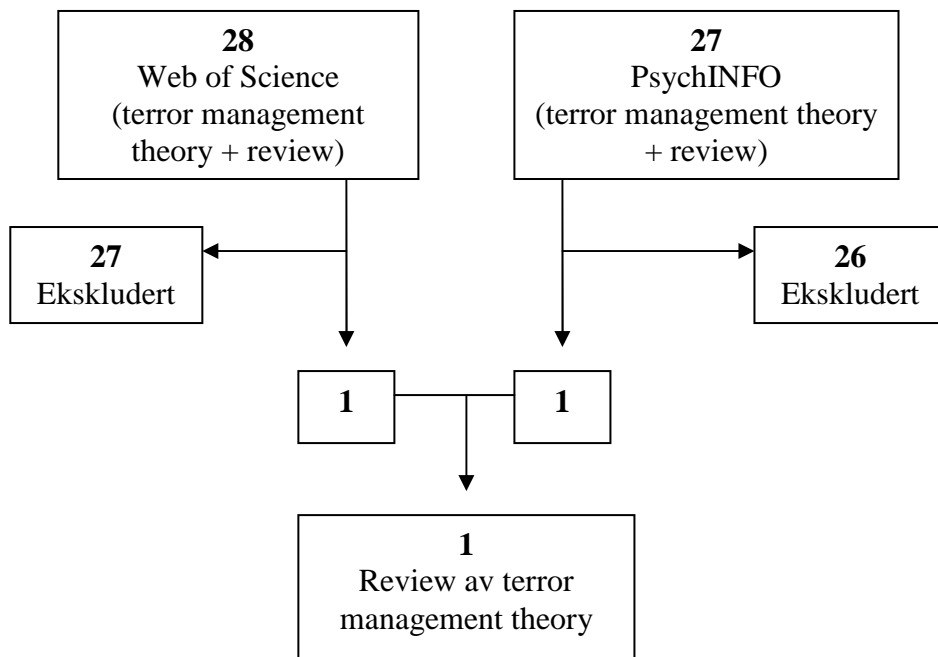 28
Web of Science
(terror management
theory + review)
27
PsychINFO
(terror management theory
+ review)
27
Ekskludert
26
Ekskludert
1
1
1
Review av terror
management theory